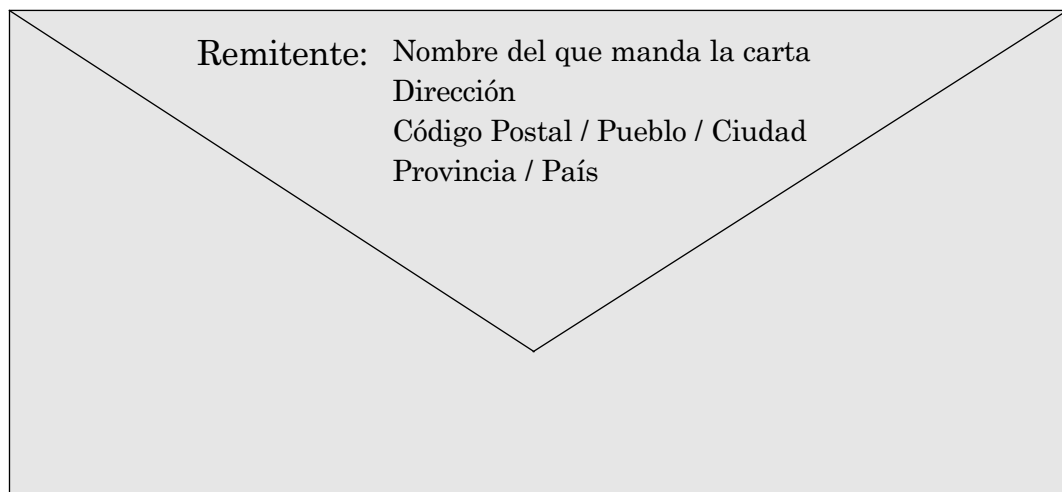 Remitente: Nombre del que manda la carta
Dirección
Código Postal / Pueblo / Ciudad
Provincia / País